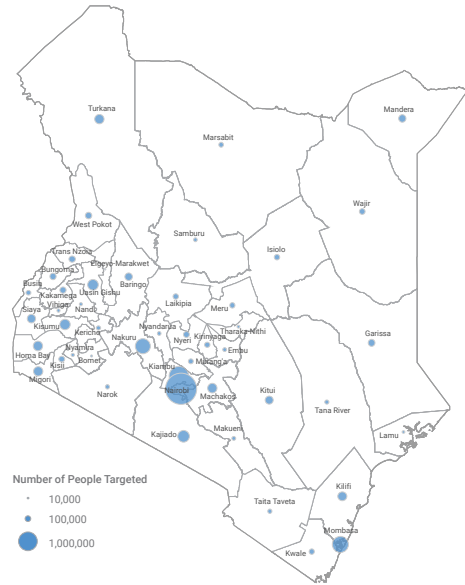 Turkana
Mandera
Marsabit
Wajir
West Pokot
Samburu
Isiolo
Trans Nzoia
Elgeyo-Marakwet
Bungoma
Baringo
Busia
Uasin Gishu
Kakamega
Vihiga
Nandi
Laikipia
Meru
Siaya
Kisumu
Kericho
Nyandarua
Tharaka Nithi
Kirinyaga
Nyeri
Garissa
Homa Bay
Nyamira
Nakuru
Embu
Kisii
Bomet
Murang'a
Migori
Kiambu
Narok
Nairobi
Machakos
Kitui
Tana River
Kajiado
Makueni
Lamu
Number of People Targeted
10,000
100,000
1,000,000
Kilifi
Taita Taveta
Mombasa
Kwale